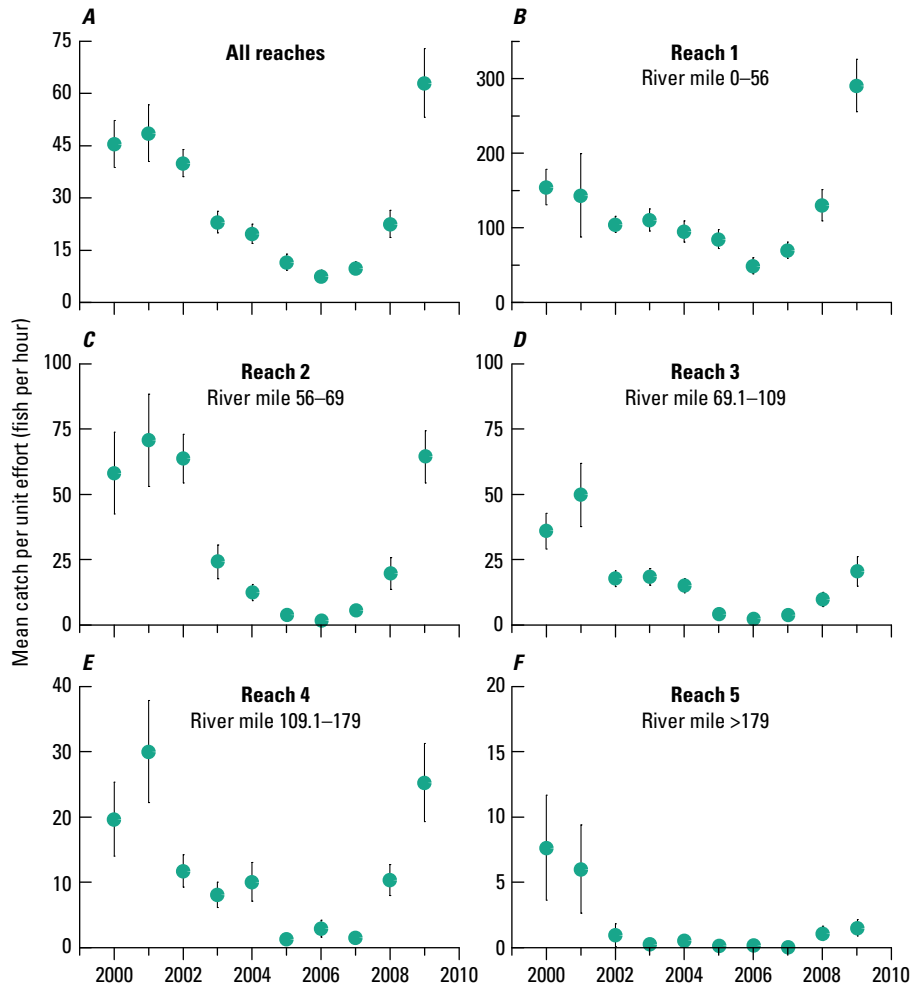 Mean catch per unit effort (fish per hour)
A
All reaches
75
60
45
30
15
0
B
Reach 1
River mile 0–56
300
200
150
100
0
C
Reach 2
River mile 56–69
100
75
50
25
0
D
Reach 3
River mile 69.1–109
100
75
50
25
0
E
Reach 4
River mile 109.1–179
40
30
20
10
0
2000 2002 2004 2006 2008 2010
F
Reach 5
River mile >179
20
15
10
5
0
2000 2002 2004 2006 2008 2010